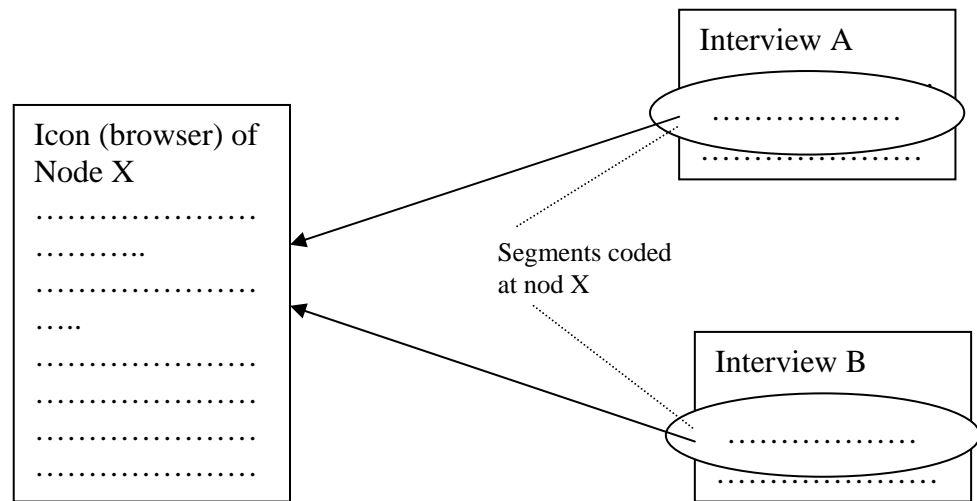 Interview A
…………………
…………………..
Icon (browser) of
Node X
…………………
………..
…………………
…..
…………………
…………………
…………………
…………………
Segments coded
at nod X
Interview B
…………………
…………………..